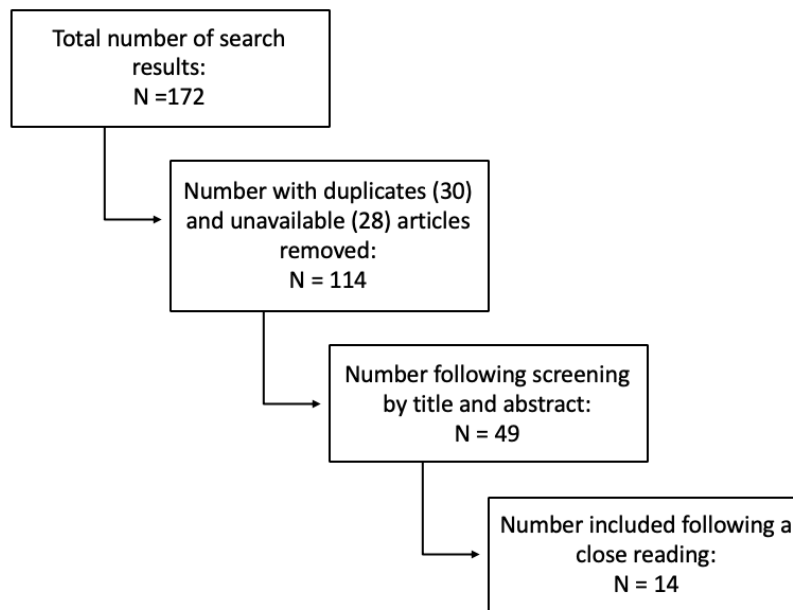 Total number of search
results:
N =172
Number with duplicates (30)
and unavailable (28) articles
removed:
N = 114
Number following screening
by title and abstract:
N = 49
Number included following a
close reading:
N = 14